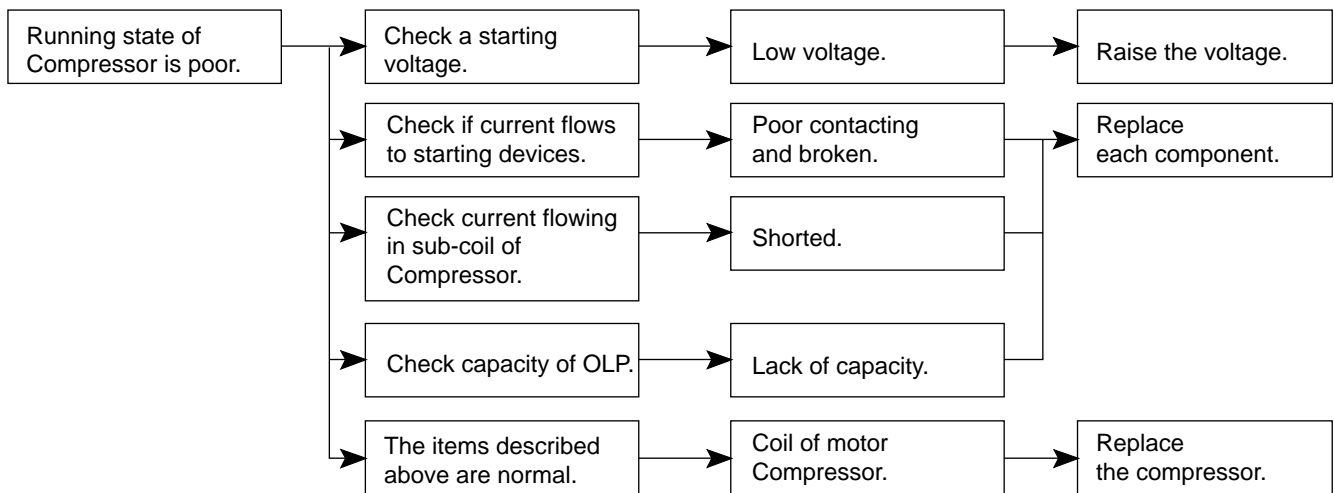 Running state of
Compressor is poor.
Check a starting
voltage.
Low voltage.
Raise the voltage.
Check if current flows
to starting devices.
Poor contacting
and broken.
Replace
each component.
Check current flowing
in sub-coil of
Compressor.
Shorted.
Check capacity of OLP.
Lack of capacity.
The items described
above are normal.
Coil of motor
Compressor.
Replace
the compressor.